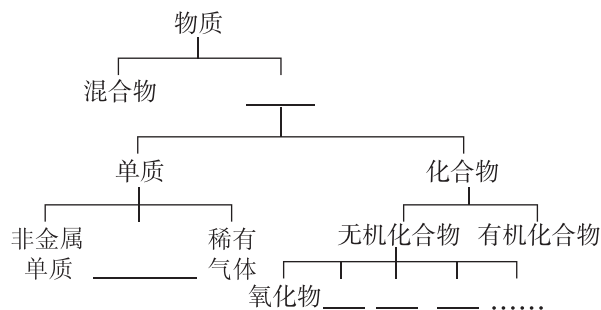 物质
混合物
单质 化合物
非金属 稀有 无机化合物 有机化合物
单质 气体
氧化物 ……